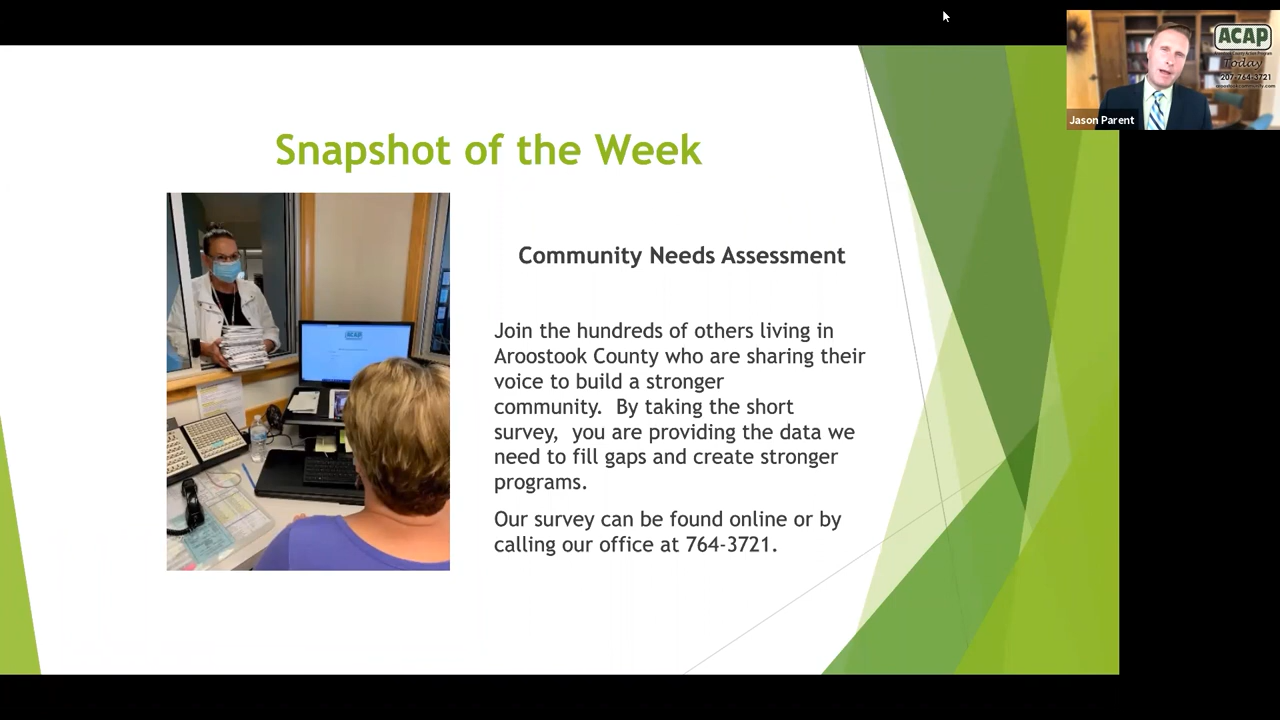 Snapshot of the Week
Community Needs Assessment
Join the hundreds of others living in
Aroostook County who are sharing their
voice to build a stronger
community.  By taking the short
survey,  you are providing the data we
need to fill gaps and create stronger
programs.
Our survey can be found online or by
calling our office at 764-3721.
ACAP
ACAP
Today
207-764-3721
Jason Parent